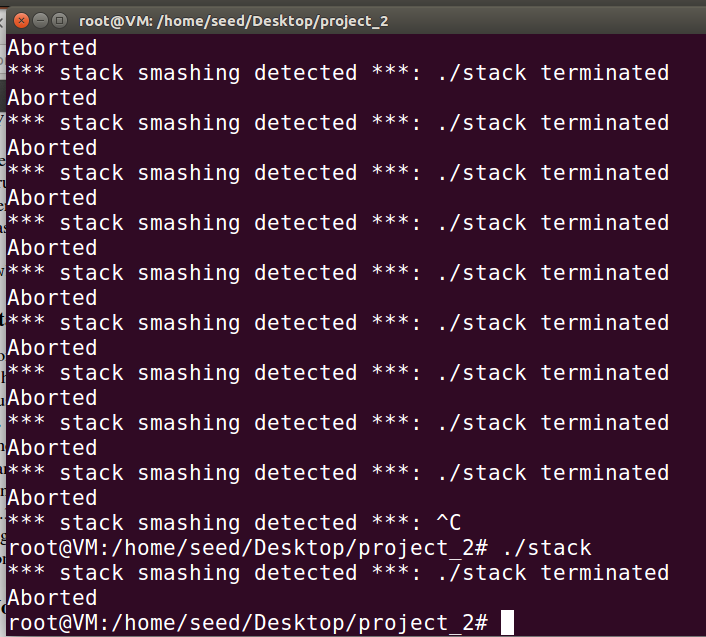 root@VM: /home/seed/Desktop/project_2
Aborted
*** stack smashing detected ***: ./stack terminated
Aborted
*** stack smashing detected ***: ./stack terminated
Aborted
*** stack smashing detected ***: ./stack terminated
Aborted
*** stack smashing detected ***: ./stack terminated
Aborted
*** stack smashing detected ***: ./stack terminated
Aborted
*** stack smashing detected ***: ./stack terminated
Aborted
*** stack smashing detected ***: ./stack terminated
Aborted
*** stack smashing detected ***: ./stack terminated
Aborted
*** stack smashing detected ***: ./stack terminated
Aborted
*** stack smashing detected ***: ^C
root@VM:/home/seed/Desktop/project_2# ./stack
*** stack smashing detected ***: ./stack terminated
Aborted
root@VM:/home/seed/Desktop/project_2#